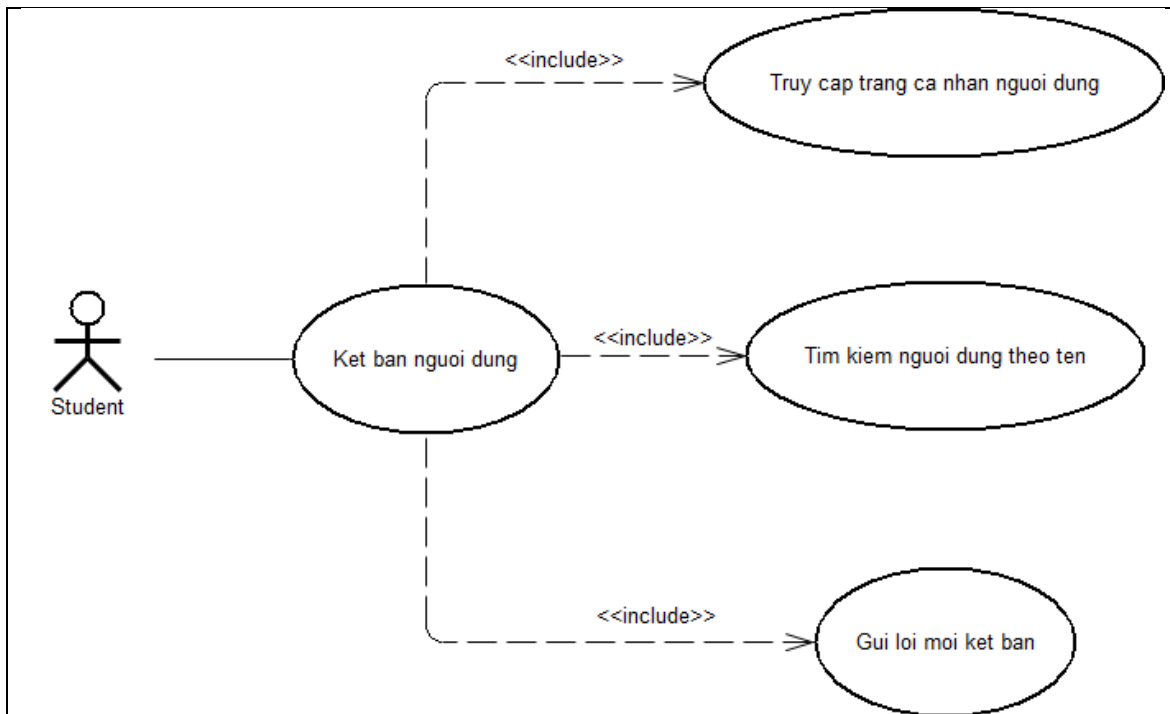 <<include>>
Truy cap trang ca nhan nguoi dung
<<include>>
Ket ban nguoi dung
Tim kiem nguoi dung theo ten
Student
<<include>>
Gui loi moi ket ban